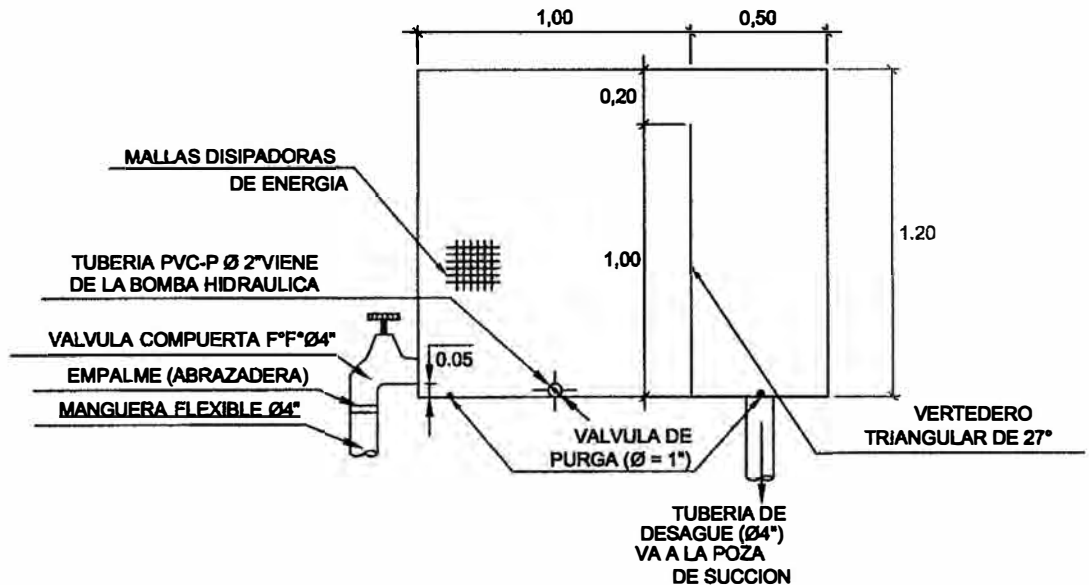 1,00
0,50
0,20
MALLAS DISIPADORAS
DE ENERGIA
1,00
1.20
TUBERIA PVC-P Ø 2"VIENE
DE LA BOMBA HIDRAULICA
VALVULA COMPUERTA F°F°Ø4"
0.05
EMPALME (ABRAZADERA)
MANGUERA FLEXIBLE Ø4"
VALVULA DE
PURGA (Ø = 1")
VERTEDERO
TRIANGULAR DE 27°
TUBERIA DE
DESAGUE (Ø4")
VA A LA POZA
DE SUCCION